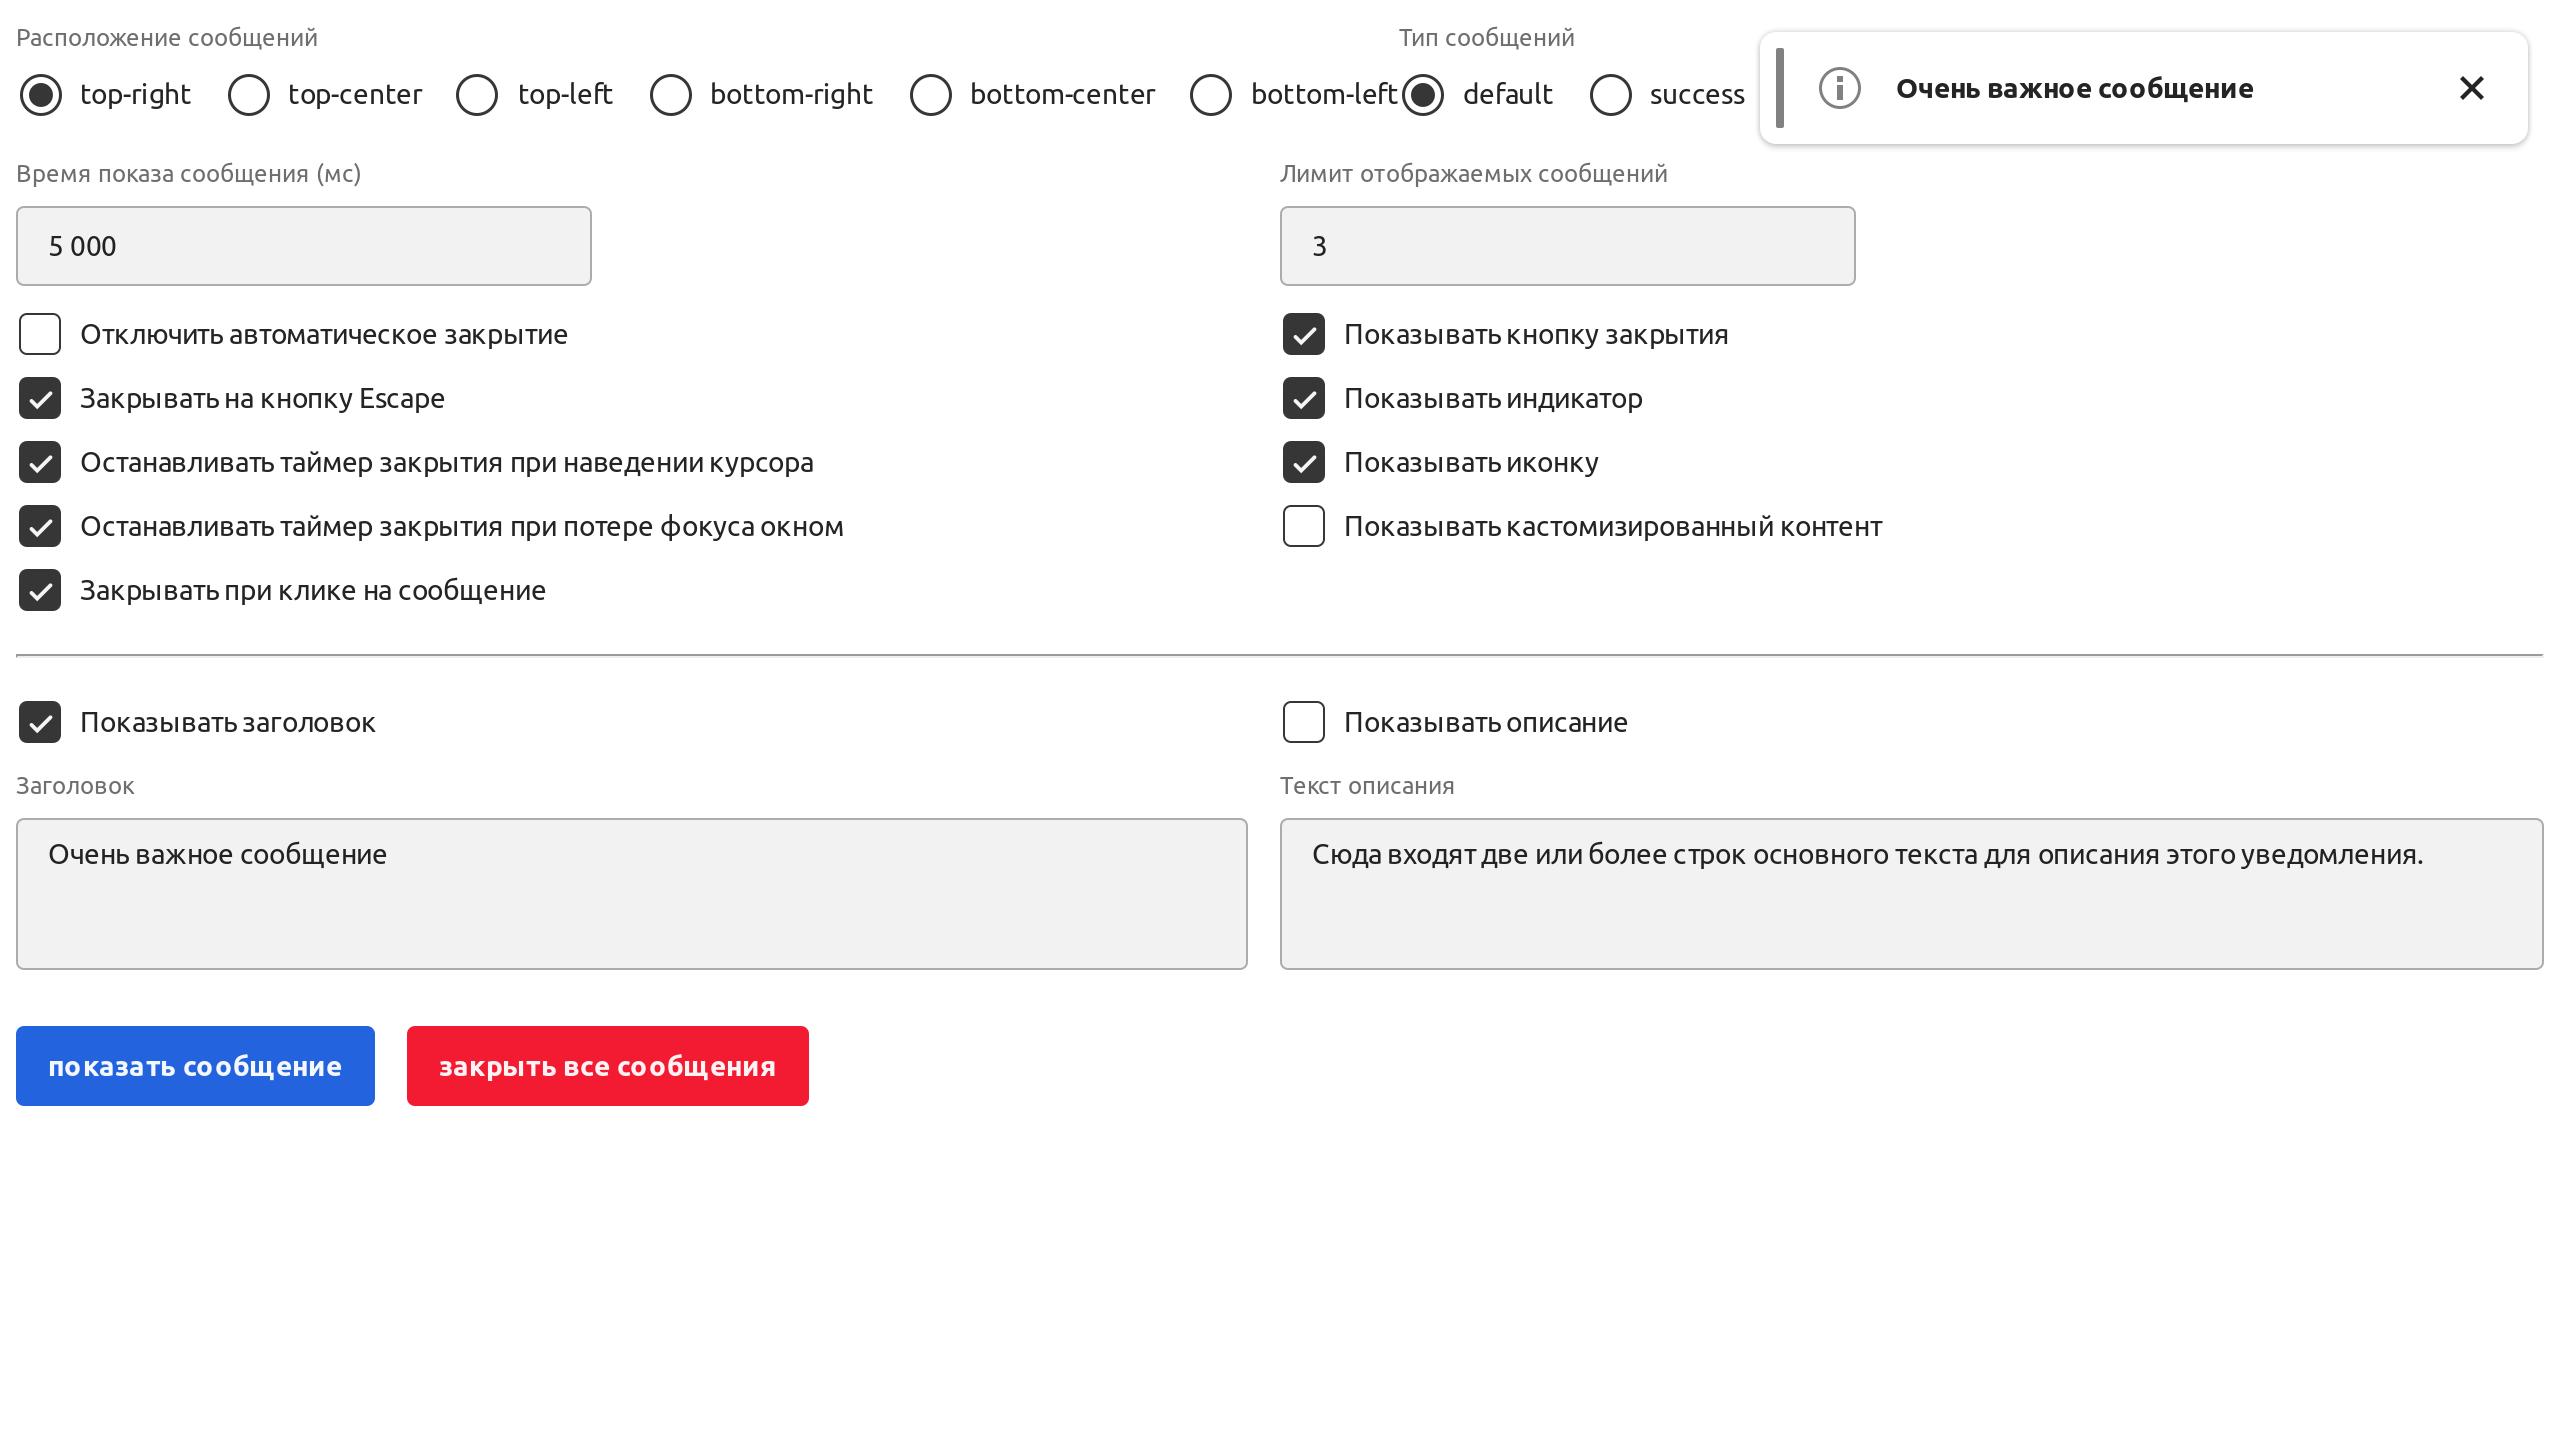 Расположение сообщений
top-right top-center top-left bottom-right bottom-center bottom-left
Тип сообщений
default success
Очень важное сообщение
Время показа сообщения (мс)
5 000
Лимит отображаемых сообщений
3
Отключить автоматическое закрытие
Закрывать на кнопку Escape
Останавливать таймер закрытия при наведении курсора
Останавливать таймер закрытия при потере фокуса окном
Закрывать при клике на сообщение
Показывать кнопку закрытия
Показывать индикатор
Показывать иконку
Показывать кастомизированный контент
Показывать заголовок
Заголовок
Очень важное сообщение
Показывать описание
Текст описания
Сюда входят две или более строк основного текста для описания этого уведомления.
показать сообщение
закрыть все сообщения